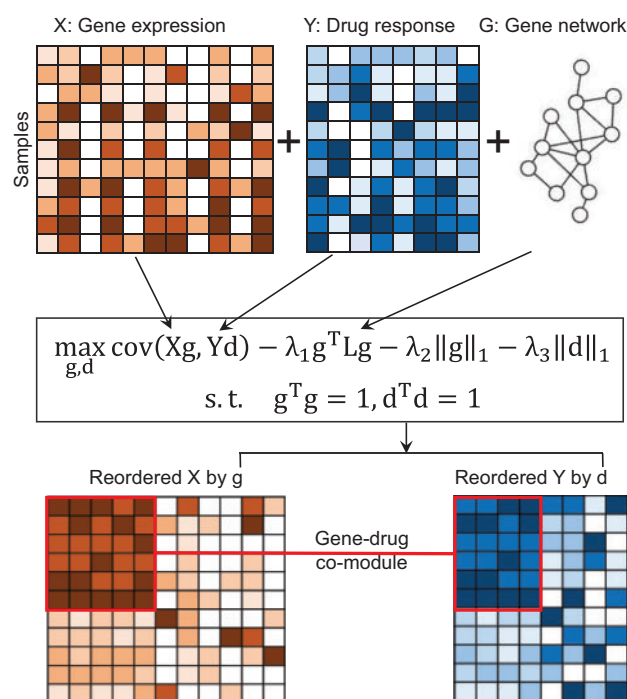 X: Gene expression
Y: Drug response
G: Gene network
Samples
+
+
max cov(Xg, Yd) − λ₁gᵀLg − λ₂‖g‖₁ − λ₃‖d‖₁
g,d
s. t. gᵀg = 1, dᵀd = 1
Reordered X by g
Reordered Y by d
Gene-drug
co-module